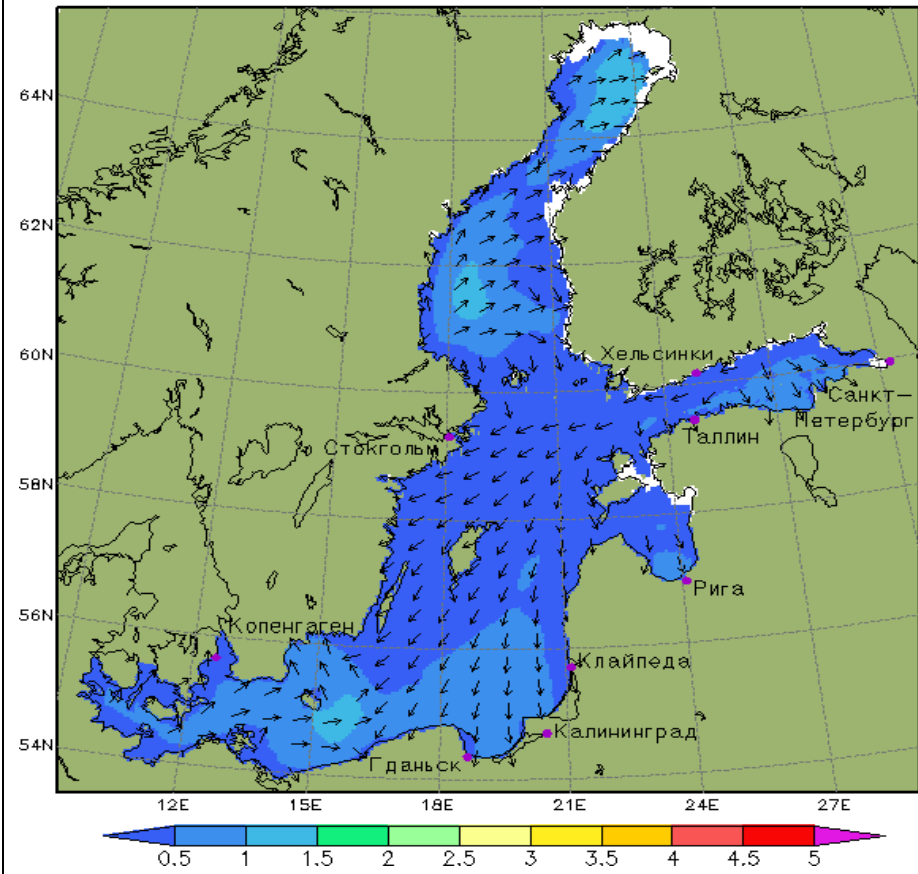 64N
62N
60N
Хельсинки
Санкт-
Петербург
Таллин
Стокгольм
58N
Рига
56N
Копенгаген
Клайпеда
Калининград
54N
Гданьск
12E 15E 18E 21E 24E 27E
0.5 1 1.5 2 2.5 3 3.5 4 4.5 5